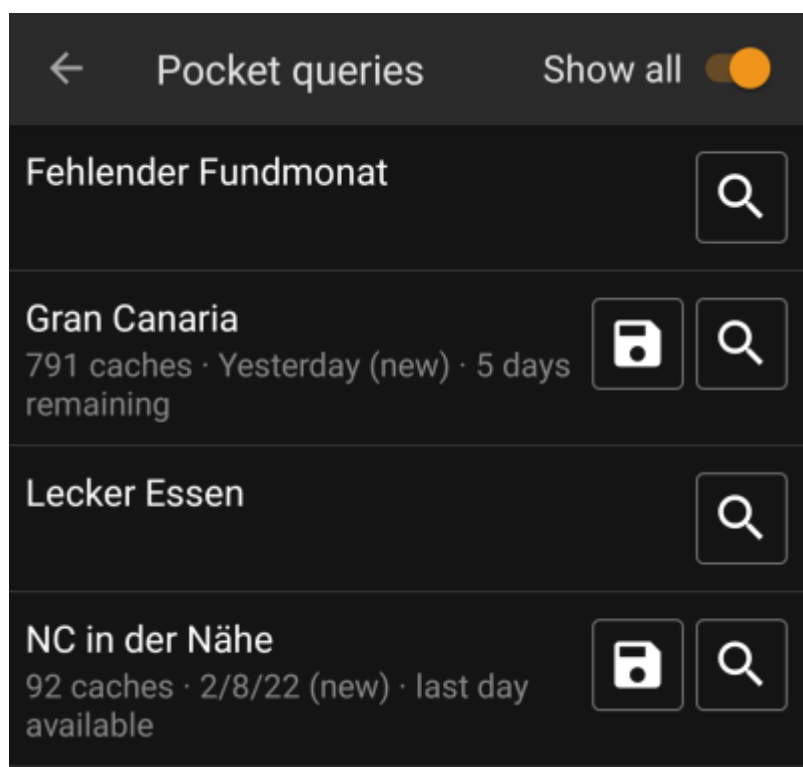 Pocket queries Show all
Fehlender Fundmonat
Gran Canaria
791 caches · Yesterday (new) · 5 days
remaining
Lecker Essen
NC in der Nähe
92 caches · 2/8/22 (new) · last day
available